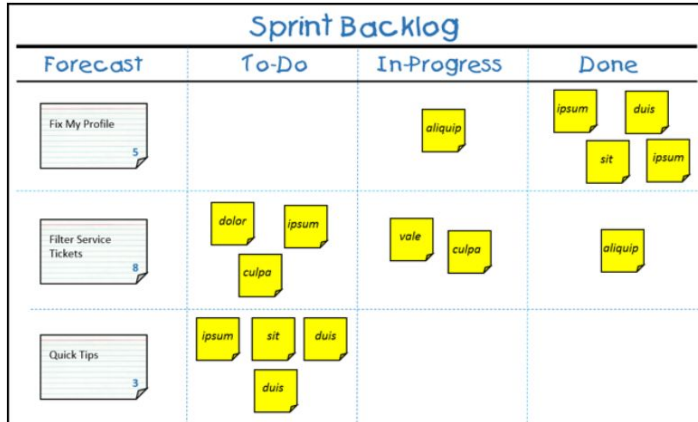 Sprint Backlog
Forecast To-Do In-Progress Done
Fix My Profile
5
aliquip
ipsum duis
sit ipsum
Filter Service
Tickets
8
dolor ipsum
culpa
vale culpa
aliquip
Quick Tips
3
ipsum sit duis
duis